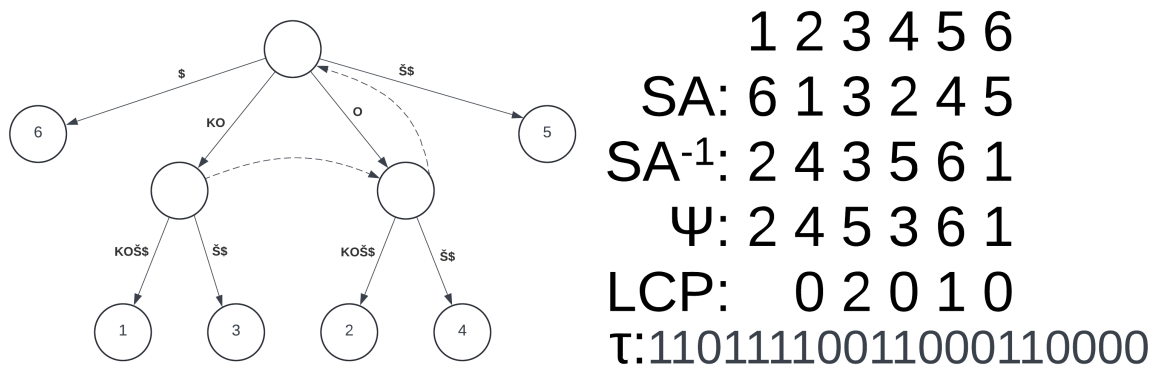 $
KO
O
Š$
6
5
KOŠ$
Š$
KOŠ$
Š$
1
3
2
4
1 2 3 4 5 6
SA: 6 1 3 2 4 5
SA-1: 2 4 3 5 6 1
Ψ: 2 4 5 3 6 1
LCP: 0 2 0 1 0
τ:11011110011000110000